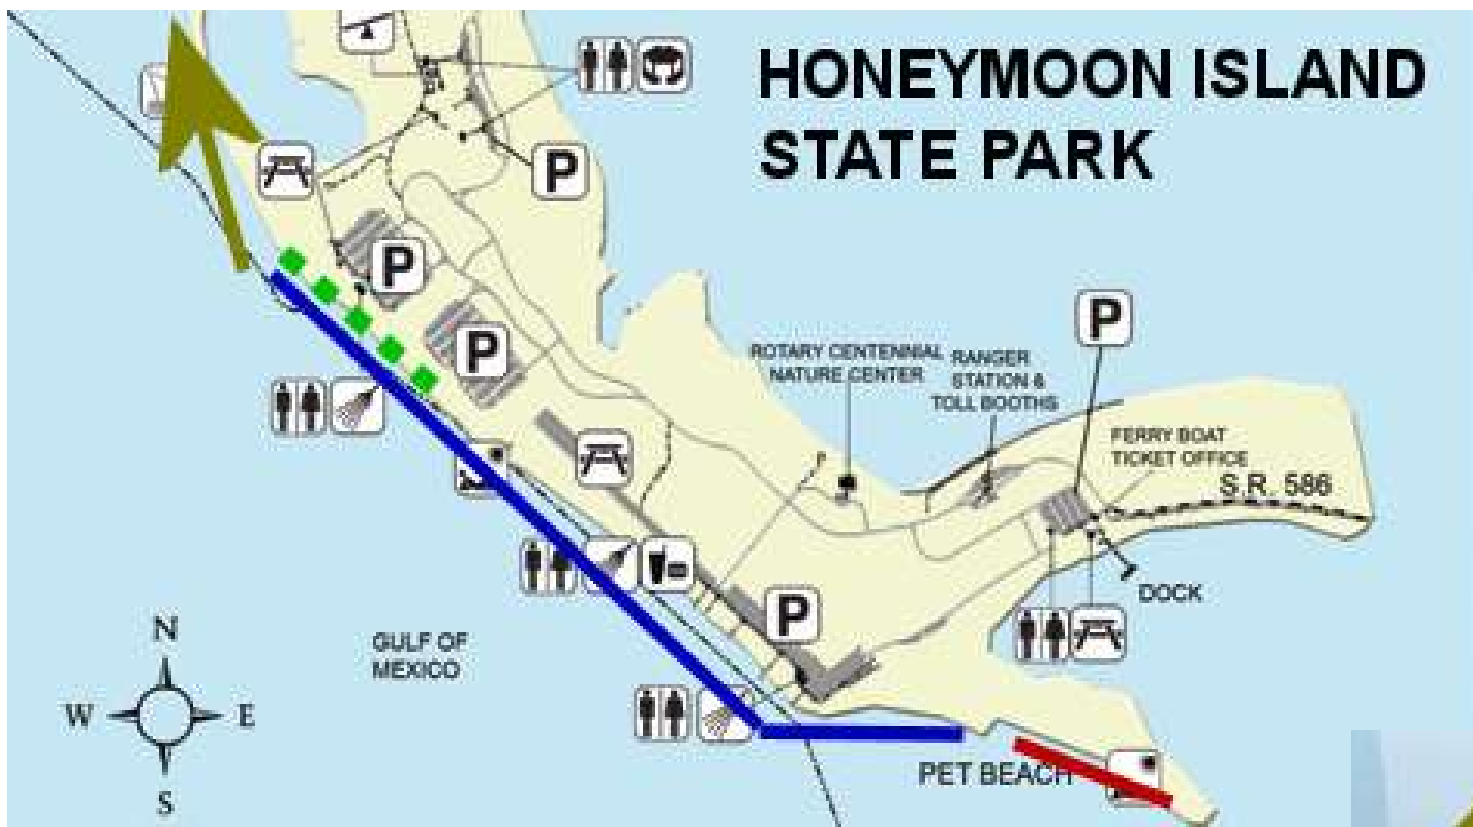 HONEYMOON ISLAND
STATE PARK
P
P
P
P
ROTARY CENTENNIAL
NATURE CENTER
RANGER
STATION &
TOLL BOOTHS
P
FERRY BOAT
TICKET OFFICE
S.R. 586
DOCK
GULF OF
MEXICO
N
W
E
S
PET BEACH